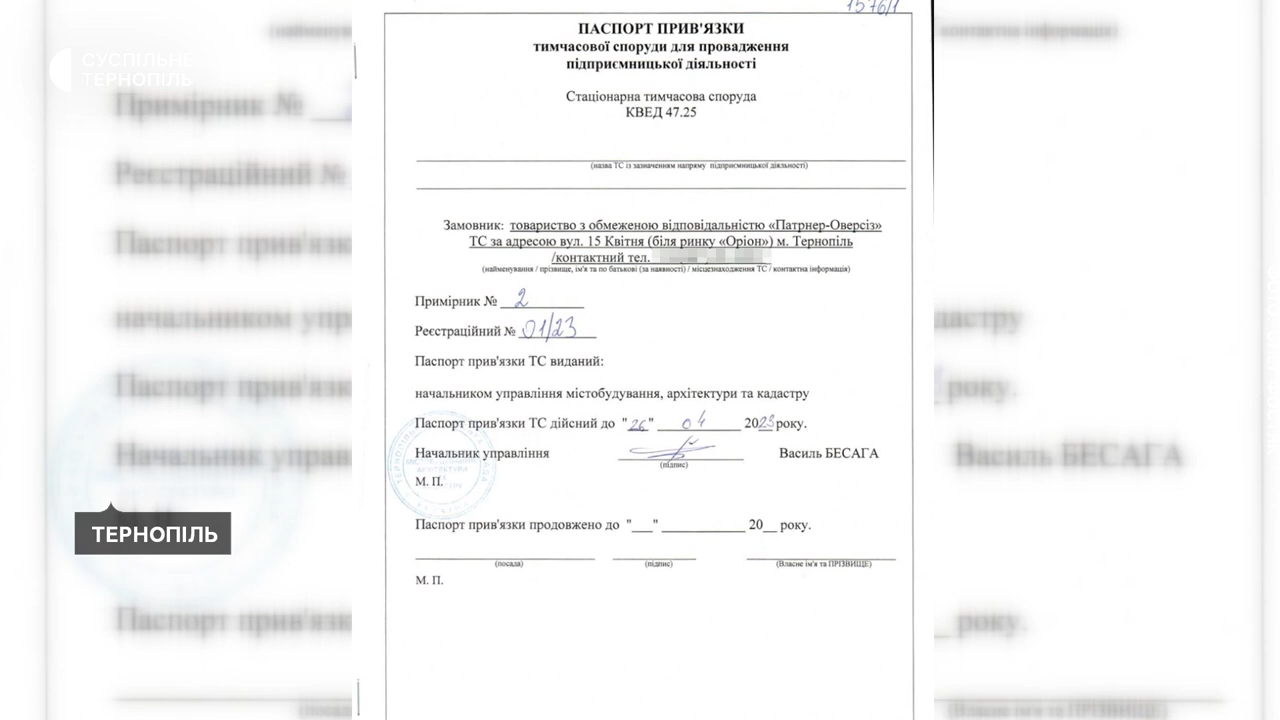 1576/1
ПАСПОРТ ПРИВ'ЯЗКИ
тимчасової споруди для провадження
підприємницької діяльності
Стаціонарна тимчасова споруда
КВЕД 47.25
(назва ТС із зазначенням напряму підприємницької діяльності)
Замовник: товариство з обмеженою відповідальністю «Патрнер-Оверсіз»
ТС за адресою вул. 15 Квітня (біля ринку «Оріон») м. Тернопіль
/контактний тел.
(найменування / прізвище, ім'я та по батькові (за наявності) / місцезнаходження ТС / контактна інформація)
Примірник № 2
Реєстраційний № 01/23
Паспорт прив'язки ТС виданий:
начальником управління містобудування, архітектури та кадастру
Паспорт прив'язки ТС дійсний до "26" 04 2023 року.
Начальник управління Василь БЕСАГА
(підпис)
М. П.
Паспорт прив'язки продовжено до "___" ____________ 20__ року.
(посада) (підпис) (Власне ім'я та ПРІЗВИЩЕ)
М. П.
СУСПІЛЬНЕ
ТЕРНОПІЛЬ
ТЕРНОПІЛЬ